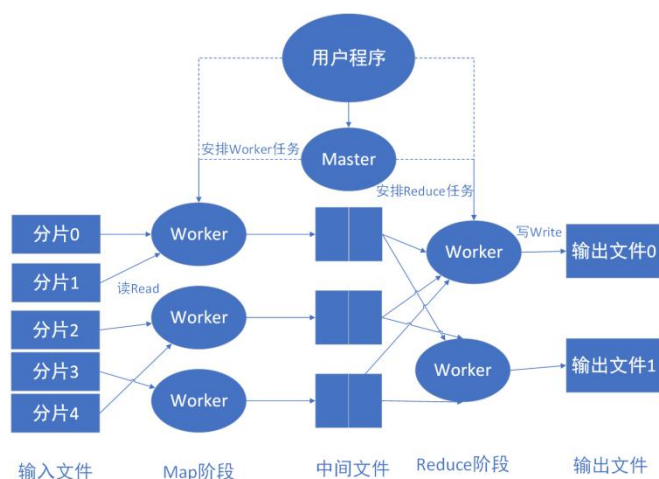 用户程序
安排Worker任务
Master
安排Reduce任务
分片0
Worker
Worker
写Write
输出文件0
分片1
读Read
分片2
Worker
分片3
输出文件1
Worker
分片4
Worker
输入文件
Map阶段
中间文件
Reduce阶段
输出文件